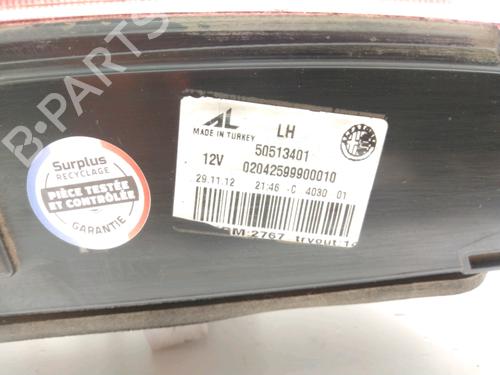 B-PARTS
Surplus
RECYCLAGE
PIÈCE TESTÉE
ET CONTRÔLÉE
GARANTIE
AL
MADE IN TURKEY
LH
50513401
12V
02042599900010
29.11.12 21:46 -C 4030 01
:2767 tryout